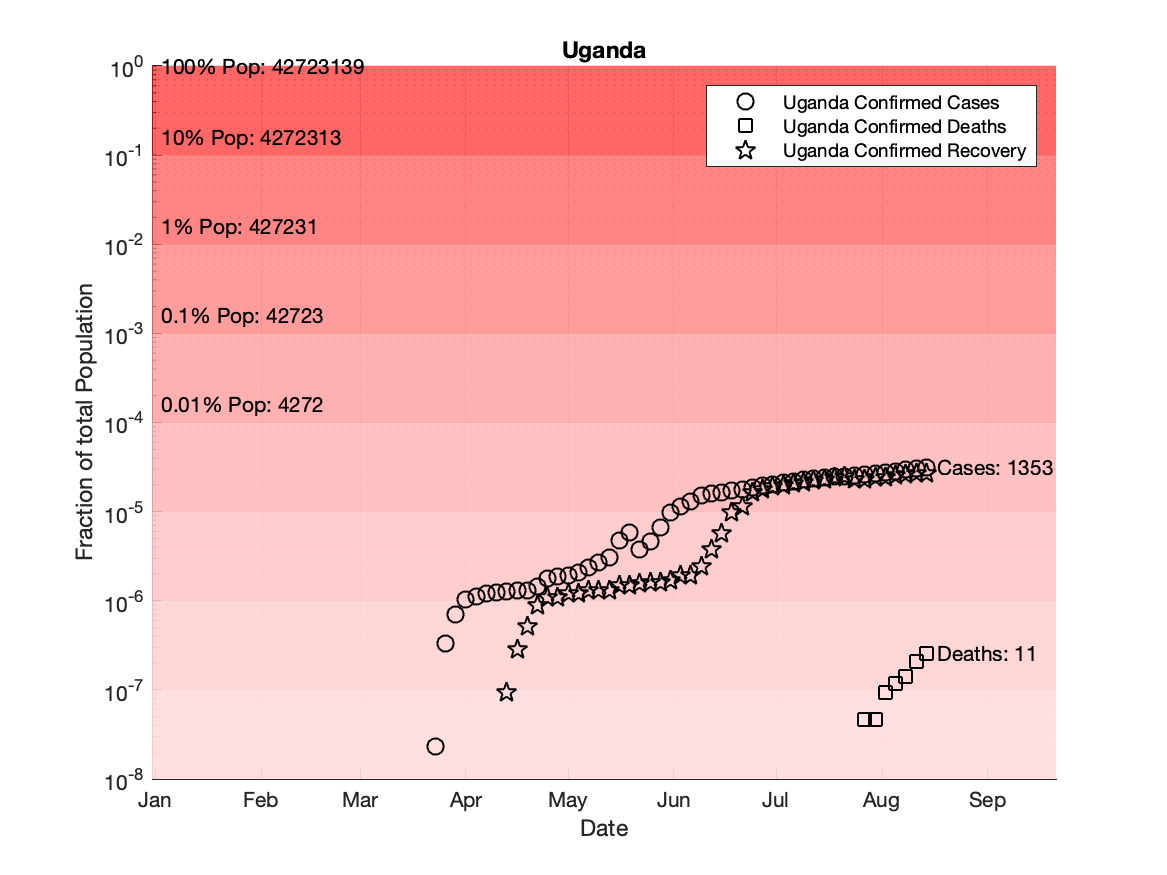 Uganda
10^0
100% Pop: 42723139
Uganda Confirmed Cases
Uganda Confirmed Deaths
Uganda Confirmed Recovery
10% Pop: 4272313
10^-1
1% Pop: 427231
10^-2
0.1% Pop: 42723
10^-3
0.01% Pop: 4272
10^-4
Cases: 1353
10^-5
10^-6
Deaths: 11
10^-7
10^-8
Fraction of total Population
Jan Feb Mar Apr May Jun Jul Aug Sep
Date